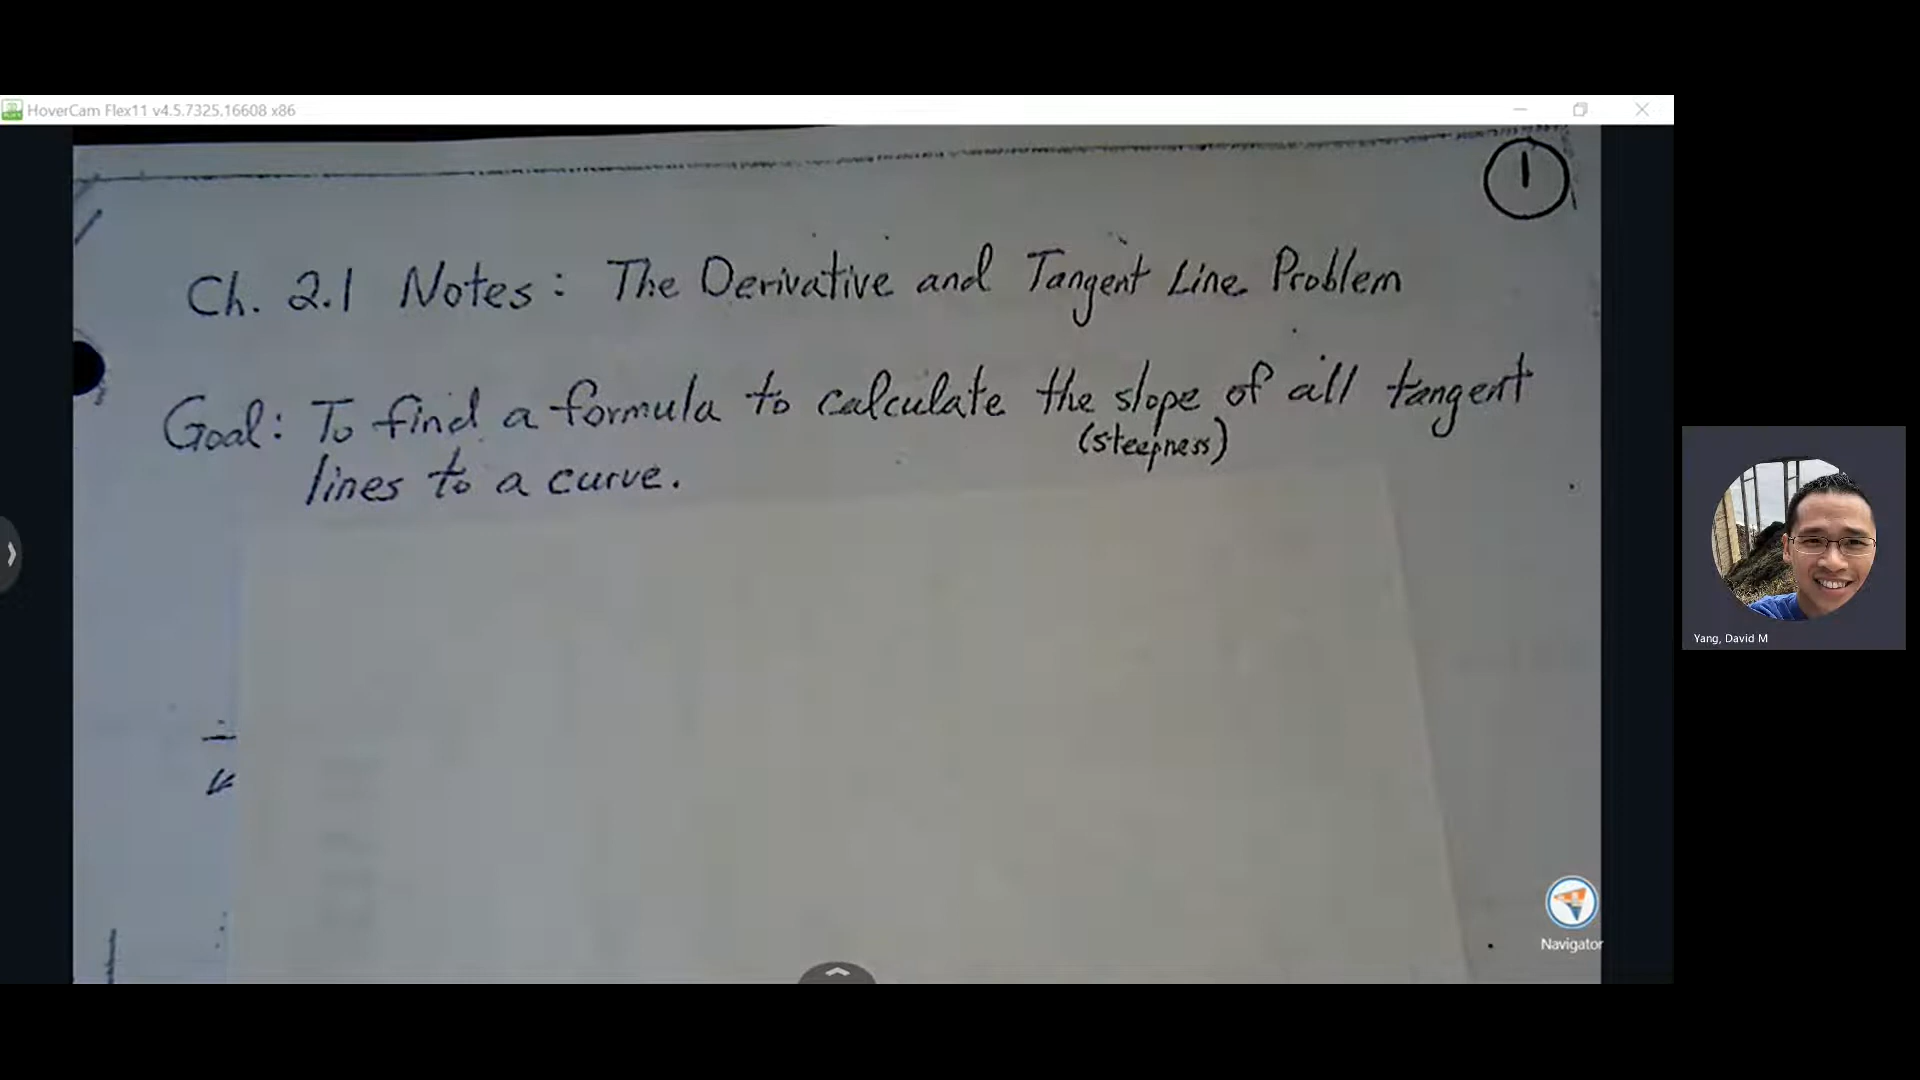 HoverCam Flex11 v4.5.7325.16608 x86
1
Ch. 2.1 Notes: The Derivative and Tangent Line Problem
Goal: To find a formula to calculate the slope of all tangent
(steepness)
lines to a curve.
Yang, David M
Navigator